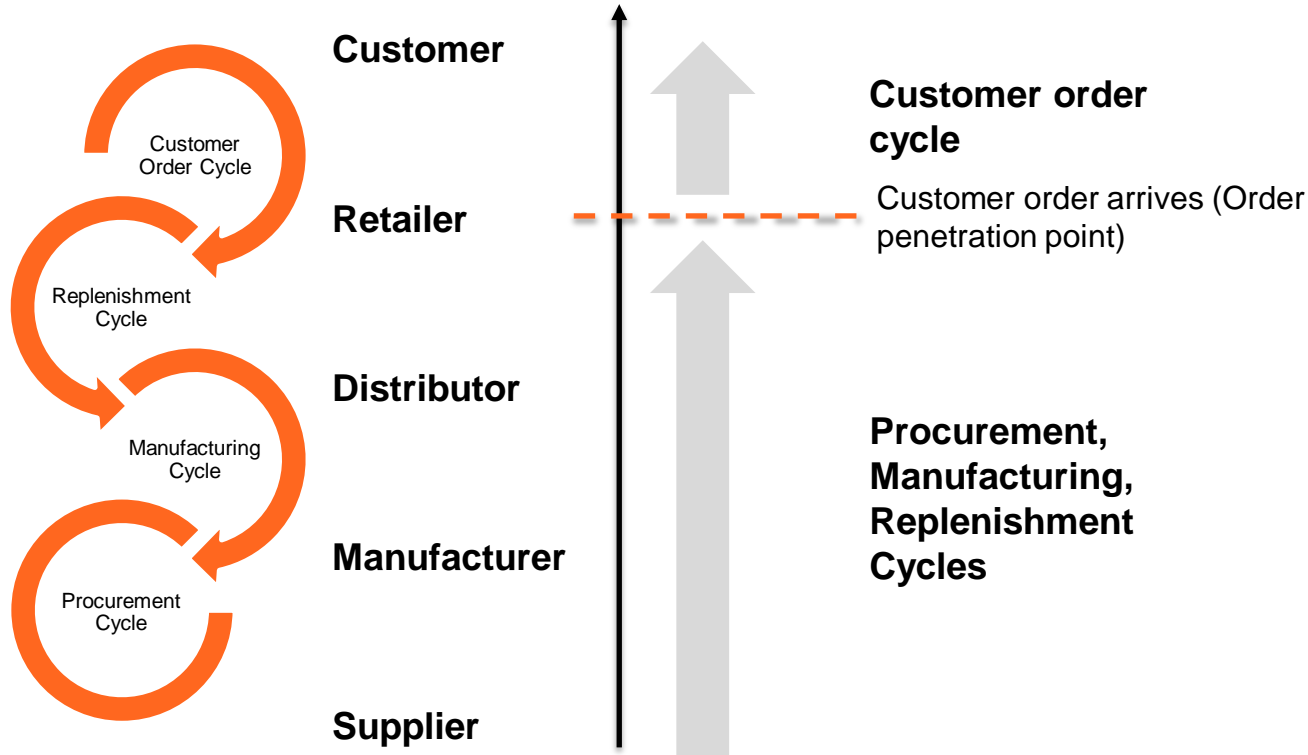 Customer
Customer
Order Cycle
Retailer
Replenishment
Cycle
Distributor
Manufacturing
Cycle
Manufacturer
Procurement
Cycle
Supplier
Customer order
cycle
Customer order arrives (Order
penetration point)
Procurement,
Manufacturing,
Replenishment
Cycles